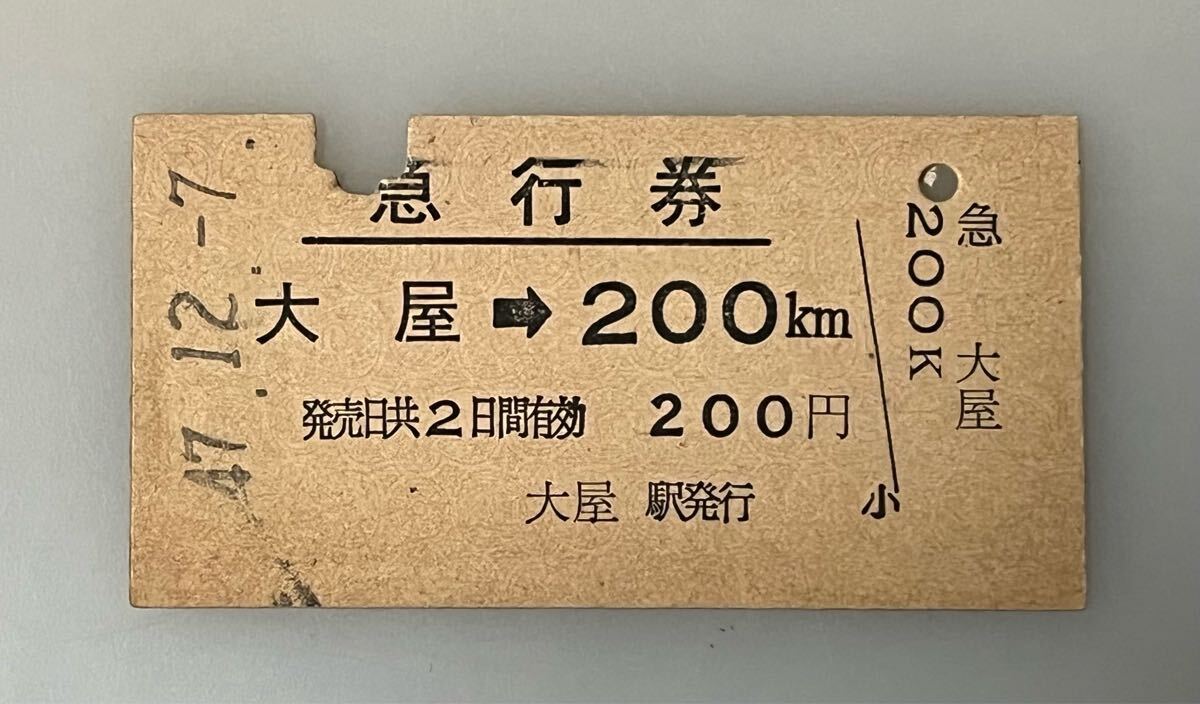 47.12.-7.
急行券
大屋➡200km
発売日共2日間有効 200円
大屋 駅発行
小
急 大屋
200K